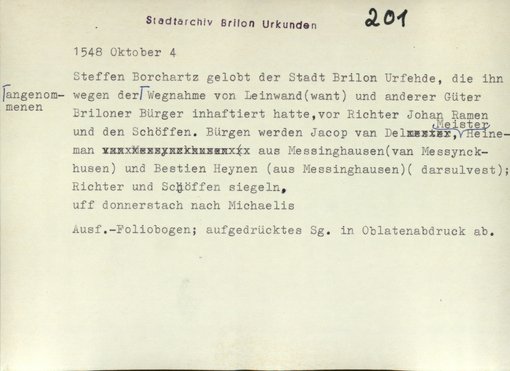 Stadtarchiv Brilon Urkunden
201
1548 Oktober 4
Steffen Borchartz gelobt der Stadt Brilon Urfehde, die ihn
⌈angenom-
menen
wegen der⌈Wegnahme von Leinwand(want) und anderer Güter
Briloner Bürger inhaftiert hatte,vor Richter Johan Ramen
Meister
und den Schöffen. Bürgen werden Jacop van Del, Heine-
man aus Messinghausen(van Messynck-
husen) und Bestien Heynen (aus Messinghausen)( darsulvest);
Richter und Schöffen siegeln.
uff donnerstach nach Michaelis
Ausf.-Foliobogen; aufgedrücktes Sg. in Oblatenabdruck ab.